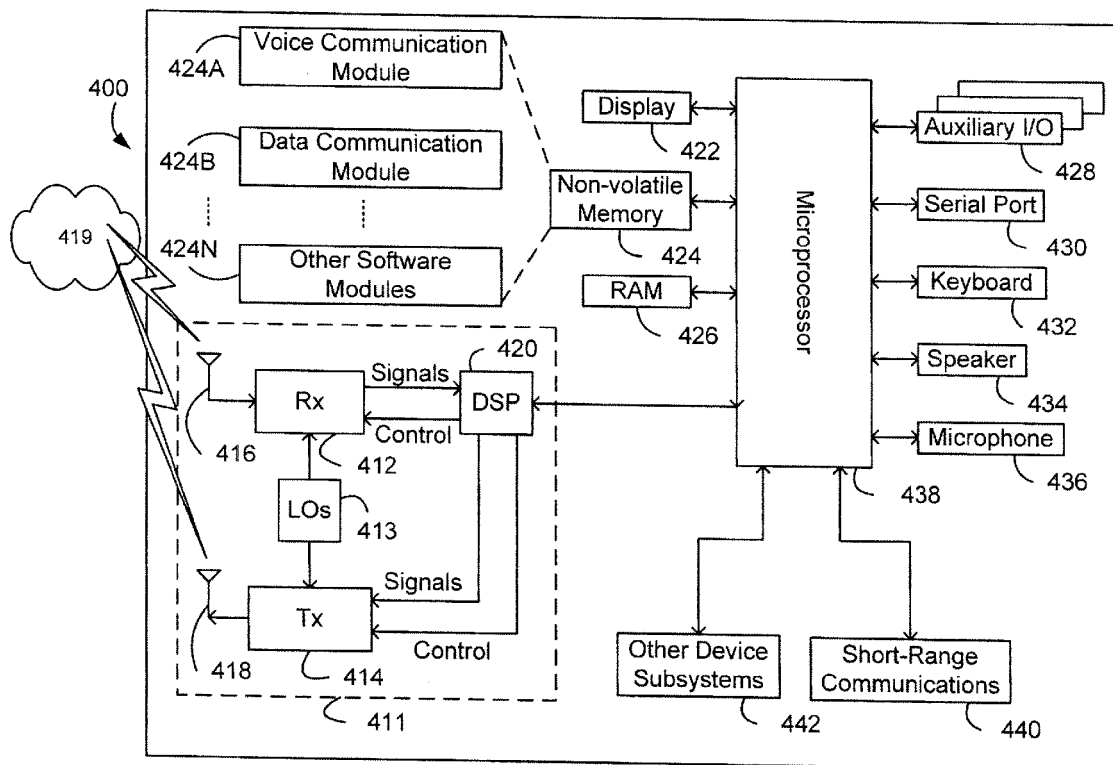 Voice Communication
Module
424A
400
Display
422
Auxiliary I/O
428
Data Communication
Module
424B
Non-volatile
Memory
424
Microprocessor
Serial Port
430
419
424N
Other Software
Modules
RAM
426
Keyboard
432
420
Signals
Rx
DSP
Control
Speaker
434
416
412
Microphone
436
438
LOs
413
Signals
Tx
Control
418
414
411
Other Device
Subsystems
442
Short-Range
Communications
440